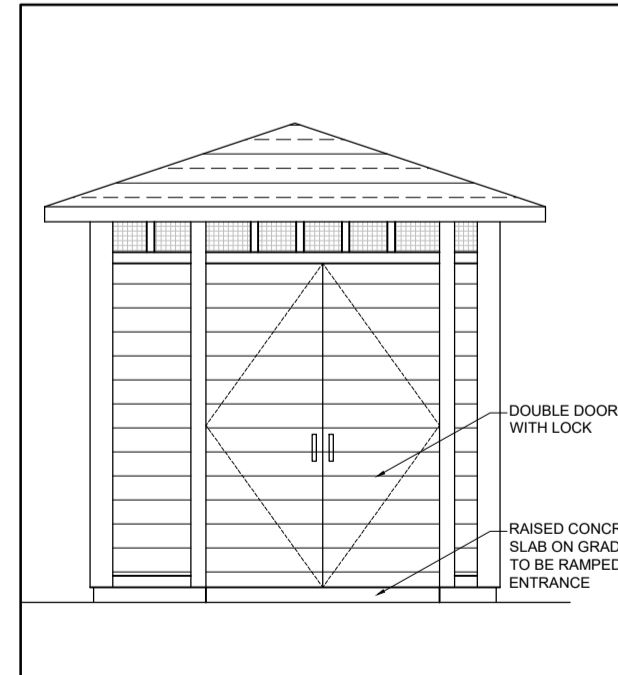 DOUBLE DOOR
WITH LOCK
RAISED CONCR
SLAB ON GRAD
TO BE RAMPED
ENTRANCE